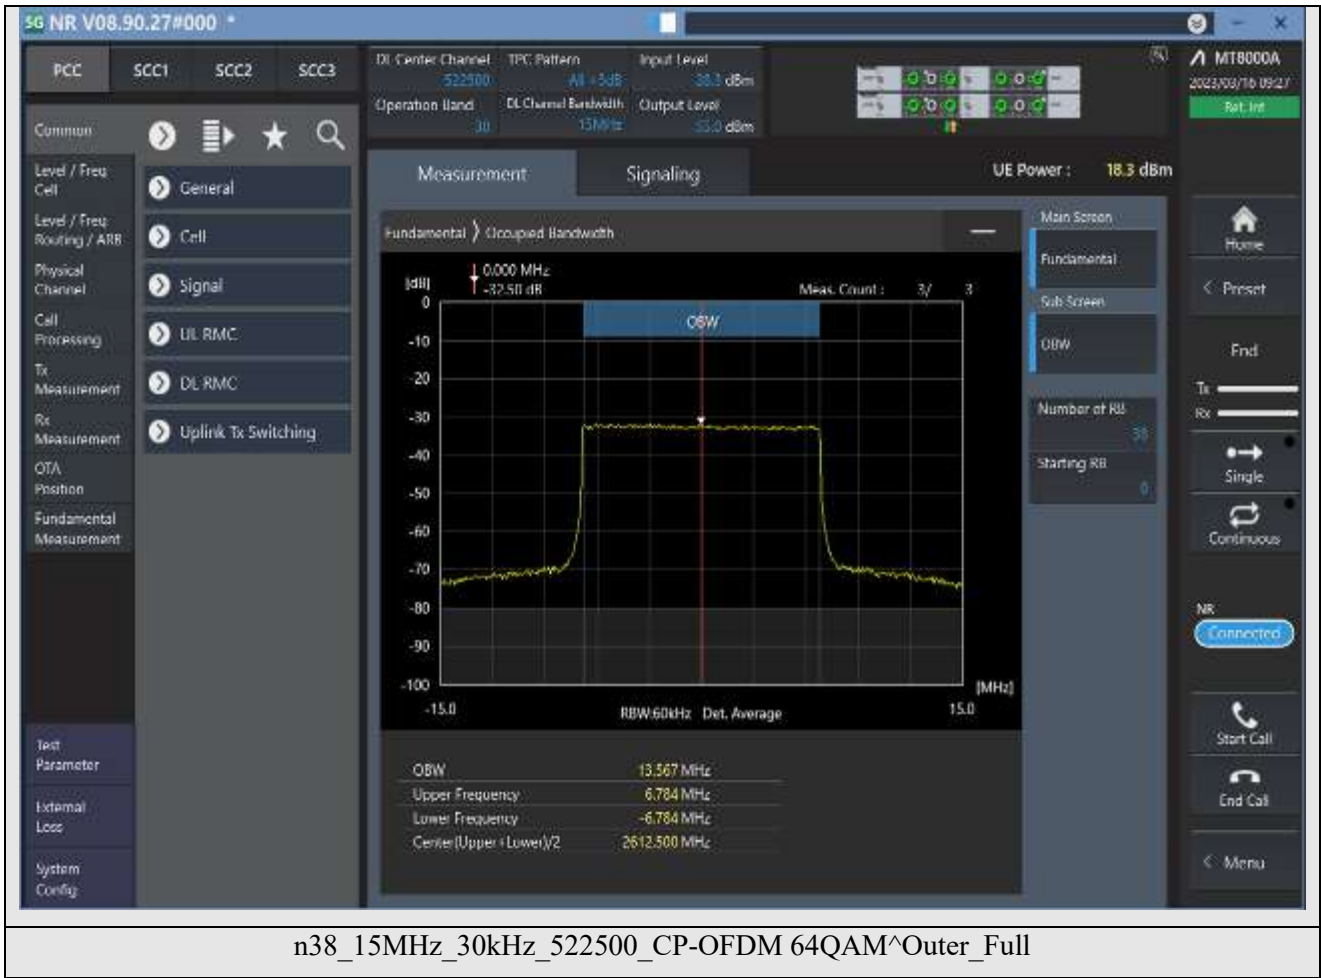 SG NR V08.90.27#000 *
PCC SCC1 SCC2 SCC3
DL Center Channel TPC Pattern Input Level
522500 All +3dB dBm
Operation Band DL Channel Bandwidth Output Level
15MHz dBm
MT8000A
2023/03/16 09:27
Ref. Int
Common
Level / Freq
Cell
Level / Freq
Routing / ARB
Physical
Channel
Call
Processing
Tx
Measurement
Rx
Measurement
OTA
Position
Fundamental
Measurement
Test
Parameter
External
Loss
System
Config
General
Cell
Signal
UL RMC
DL RMC
Uplink Tx Switching
Measurement Signaling UE Power : 18.3 dBm
Fundamental Occupied Bandwidth
[dB]
0.000 MHz
-32.50 dB
Meas. Count : 3/ 3
OBW
0
-10
-20
-30
-40
-50
-60
-70
-80
-90
-100
[MHz]
-15.0 RBW:60kHz Det. Average 15.0
OBW 13.567 MHz
Upper Frequency 6.784 MHz
Lower Frequency -6.784 MHz
Center(Upper+Lower)/2 2612.500 MHz
Main Screen
Fundamental
Sub Screen
OBW
Number of RB
38
Starting RB
0
Home
Preset
End
Tx
Rx
Single
Continuous
NR
Connected
Start Call
End Call
Menu
n38_15MHz_30kHz_522500_CP-OFDM 64QAM^Outer_Full